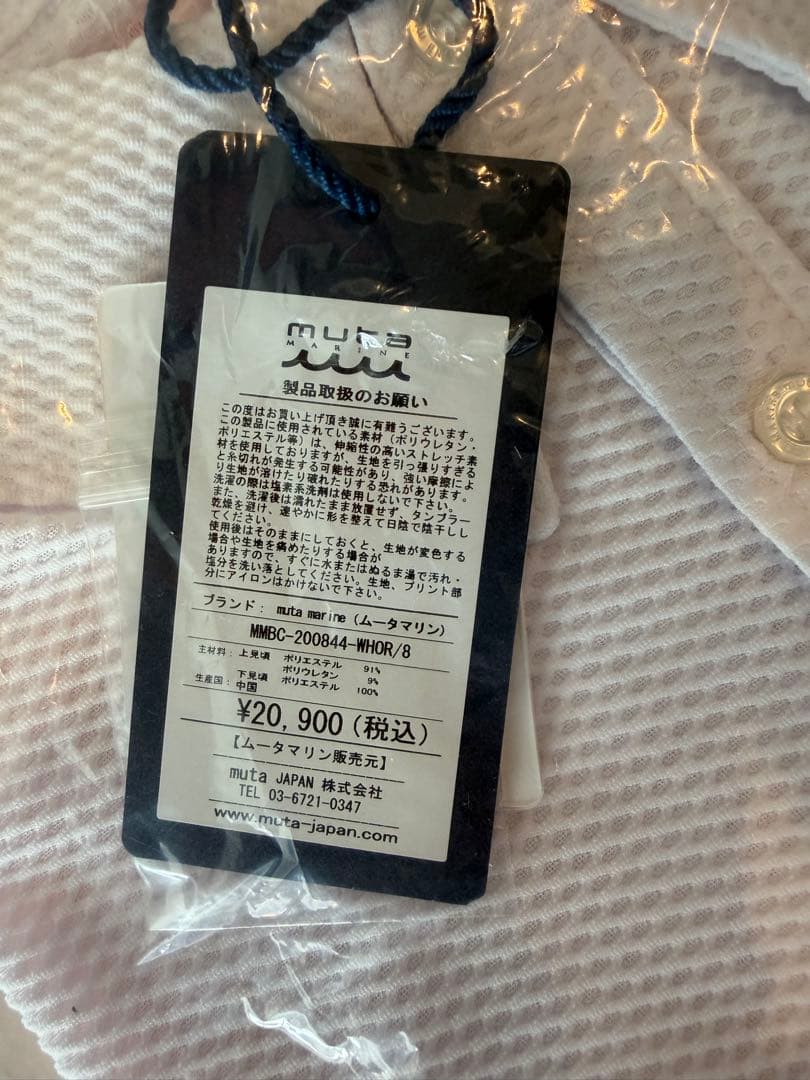 muta
MARINE
製品取扱のお願い
この度はお買い上げ頂き誠に有難うございます。
この製品に使用されている素材（ポリウレタン・
ポリエステル等）は、伸縮性の高いストレッチ素
材を使用しておりますが、生地を引っ張りすぎる
と糸切れが発生する可能性があり、強い摩擦によ
り生地が溶けたり破れたりする恐れがあります。
洗濯の際は塩素系洗剤は使用しないで下さい。
また、洗濯後は濡れたまま放置せず、タンブラー
乾燥を避け、速やかに形を整えて日陰で陰干しし
てください。
使用後はそのままにしておくと、生地が変色する
場合や生地を痛めたりする場合が
ありますので、すぐに水またはぬるま湯で汚れ・
塩分を洗い落としてください。生地、プリント部
分にアイロンはかけないで下さい。
ブランド： muta marine（ムータマリン）
MMBC-200844-WHOR/8
主材料：上見頃 ポリエステル 91%
ポリウレタン 9%
下見頃 ポリエステル 100%
生産国：中国
¥20,900（税込）
【ムータマリン販売元】
muta JAPAN 株式会社
TEL 03-6721-0347
www.muta-japan.com